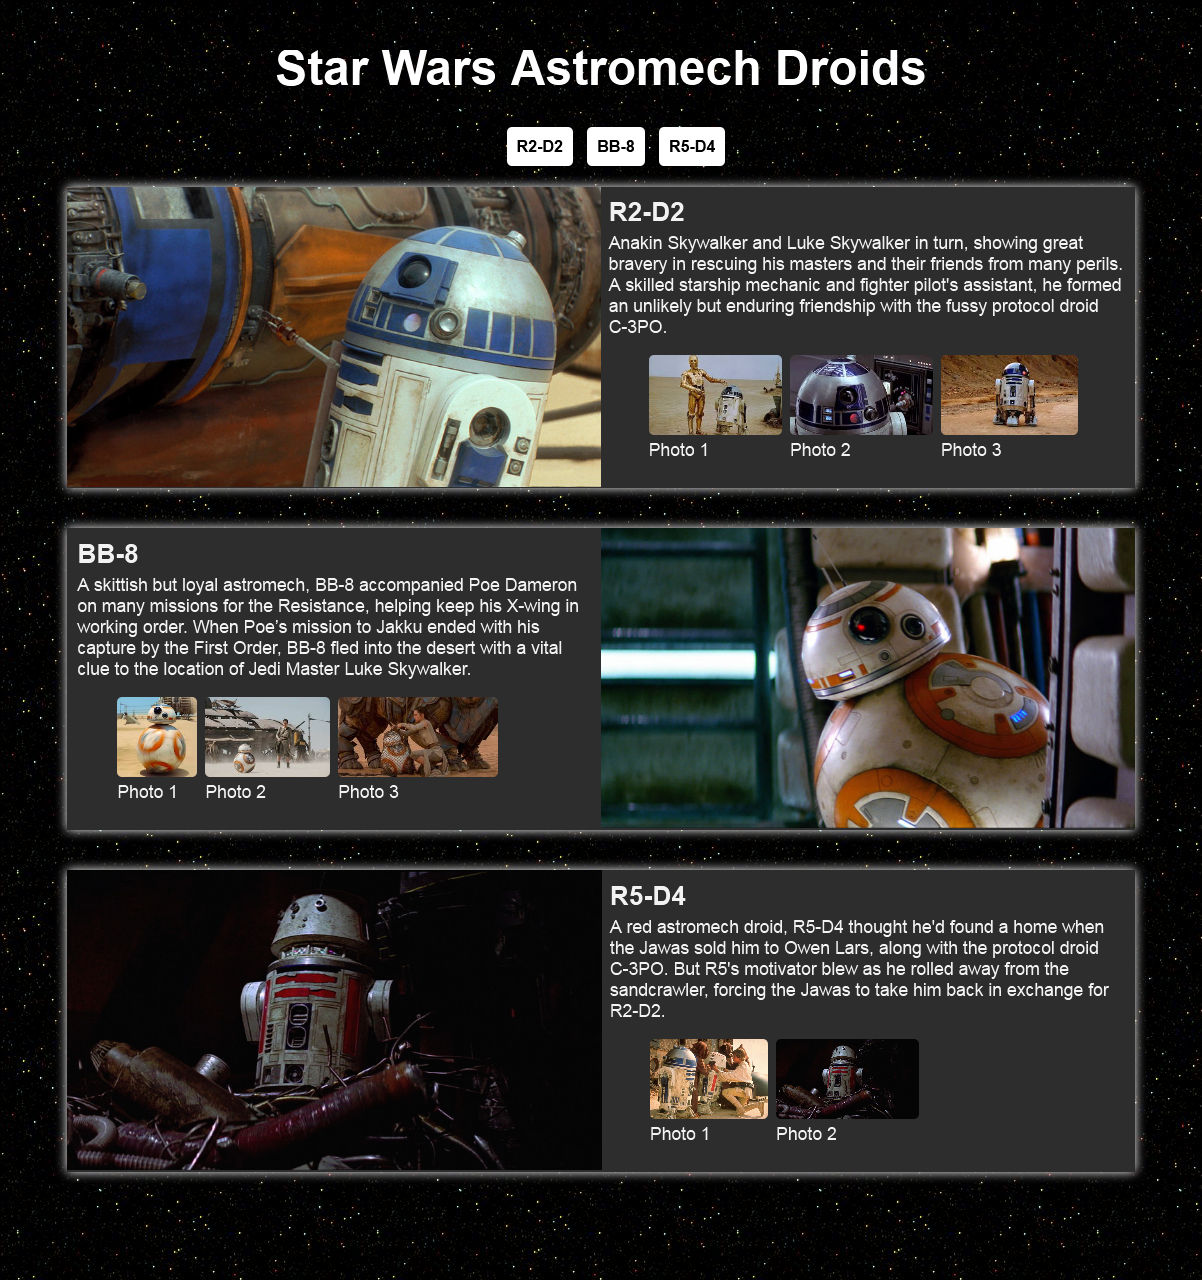 Star Wars Astromech Droids
R2-D2 BB-8 R5-D4
R2-D2
Anakin Skywalker and Luke Skywalker in turn, showing great
bravery in rescuing his masters and their friends from many perils.
A skilled starship mechanic and fighter pilot's assistant, he formed
an unlikely but enduring friendship with the fussy protocol droid
C-3PO.
Photo 1 Photo 2 Photo 3
BB-8
A skittish but loyal astromech, BB-8 accompanied Poe Dameron
on many missions for the Resistance, helping keep his X-wing in
working order. When Poe’s mission to Jakku ended with his
capture by the First Order, BB-8 fled into the desert with a vital
clue to the location of Jedi Master Luke Skywalker.
Photo 1 Photo 2 Photo 3
R5-D4
A red astromech droid, R5-D4 thought he'd found a home when
the Jawas sold him to Owen Lars, along with the protocol droid
C-3PO. But R5's motivator blew as he rolled away from the
sandcrawler, forcing the Jawas to take him back in exchange for
R2-D2.
Photo 1 Photo 2